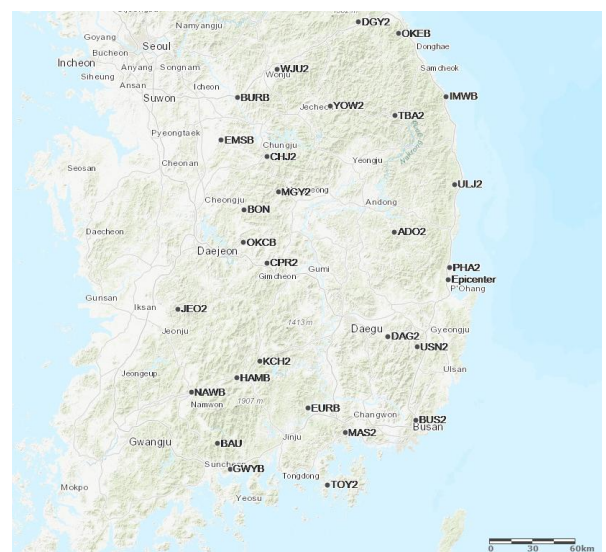 DGY2
Namyangju
OKEB
Goyang
Seoul
Donghae
Bucheon
Incheon
Anyang
Songnam
WJU2
Wonju
Samcheok
Siheung
Ansan
Icheon
Suwon
BURB
IMWB
YOW2
Jecheon
TBA2
Pyeongtaek
EMSB
Chungju
CHJ2
Yeongju
Cheonan
Seosan
ULJ2
MGY2
Cheongju
Andong
BON
Daecheon
ADO2
OKCB
Daejeon
CPR2
Gumi
PHA2
Gimcheon
Epicenter
P'Ohang
Gunsan
Iksan
JEO2
1413 m
Daegu
Gyeongju
Jeonju
DAG2
USN2
KCH2
Ulsan
Jeongeup
HAMB
NAWB
1907 m
Namwon
EURB
Changwon
BUS2
Busan
MAS2
Gwangju
BAU
Jinju
Suncheon
GWYB
Tongdong
TOY2
Mokpo
Yeosu
0 30 60km